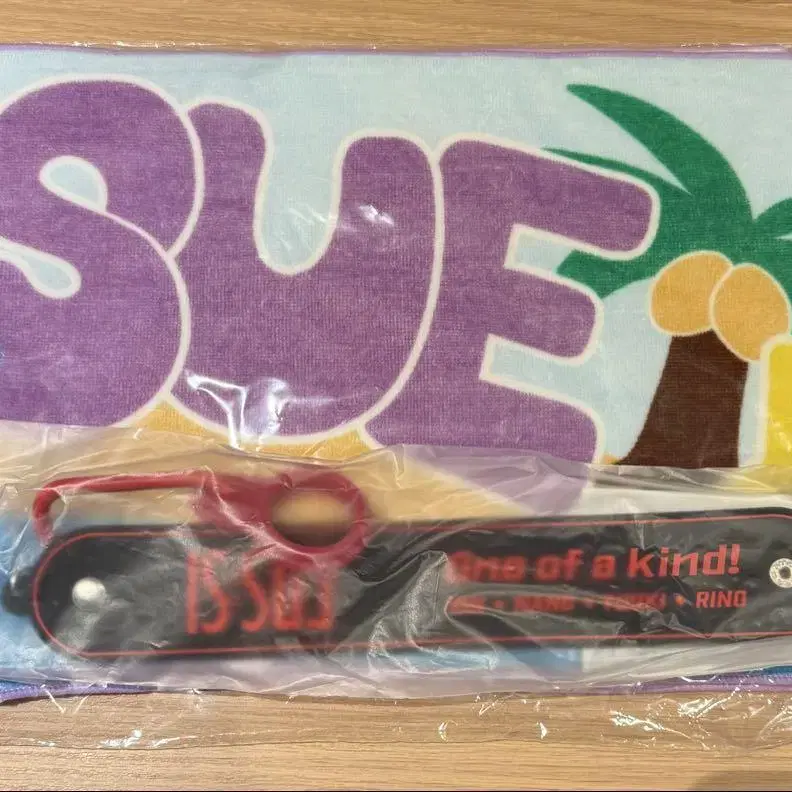 SUE
IS:SUE
One of a kind!
RINO